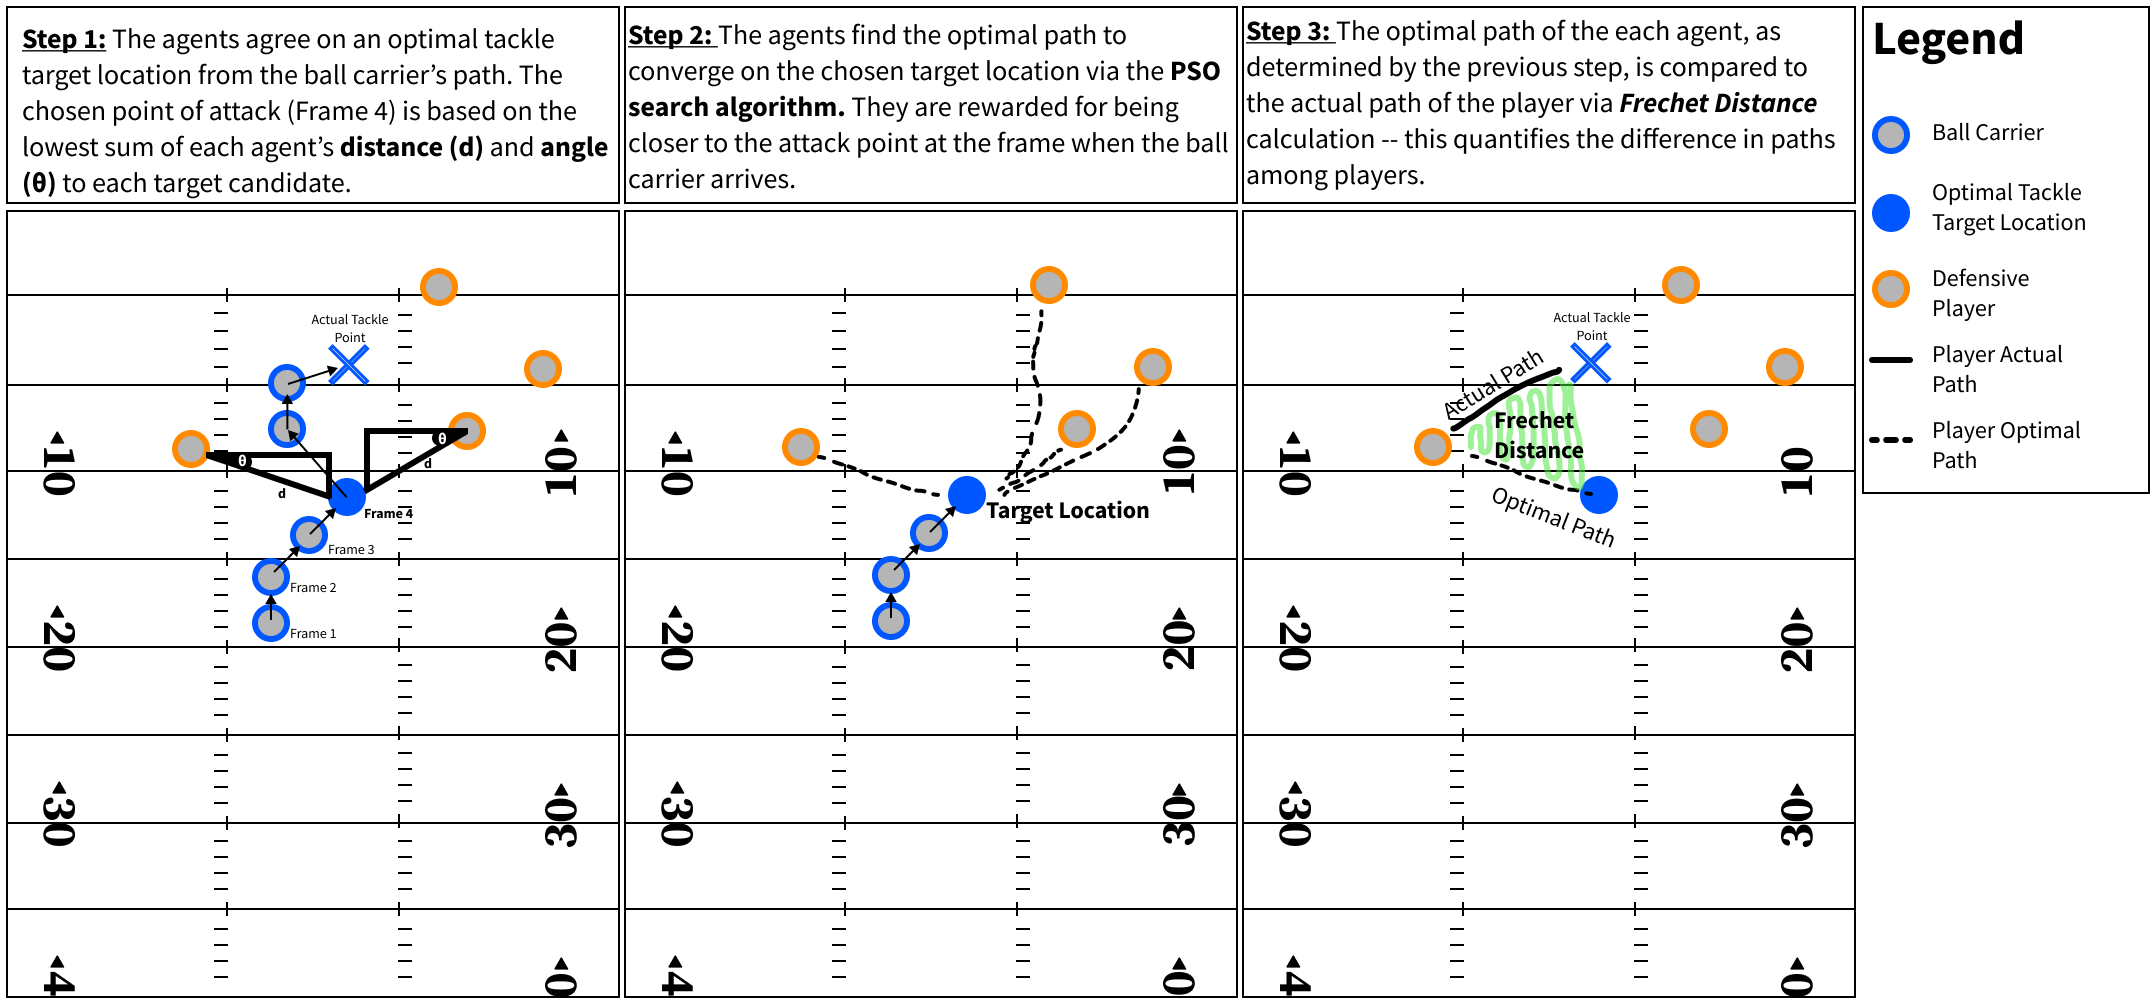 Step 1: The agents agree on an optimal tackle
target location from the ball carrier’s path. The
chosen point of attack (Frame 4) is based on the
lowest sum of each agent’s distance (d) and angle
(θ) to each target candidate.
Step 2: The agents find the optimal path to
converge on the chosen target location via the PSO
search algorithm. They are rewarded for being
closer to the attack point at the frame when the ball
carrier arrives.
Step 3: The optimal path of the each agent, as
determined by the previous step, is compared to
the actual path of the player via Frechet Distance
calculation -- this quantifies the difference in paths
among players.
Legend
Ball Carrier
Optimal Tackle
Target Location
Defensive
Player
Player Actual
Path
Player Optimal
Path
Actual Tackle
Point
θ
θ
d
d
Frame 4
Frame 3
Frame 2
Frame 1
10
10
20
20
30
30
4
0
Target Location
10
10
20
20
30
30
4
0
Actual Tackle
Point
Actual Path
Frechet
Distance
Optimal Path
10
10
20
20
30
30
4
0